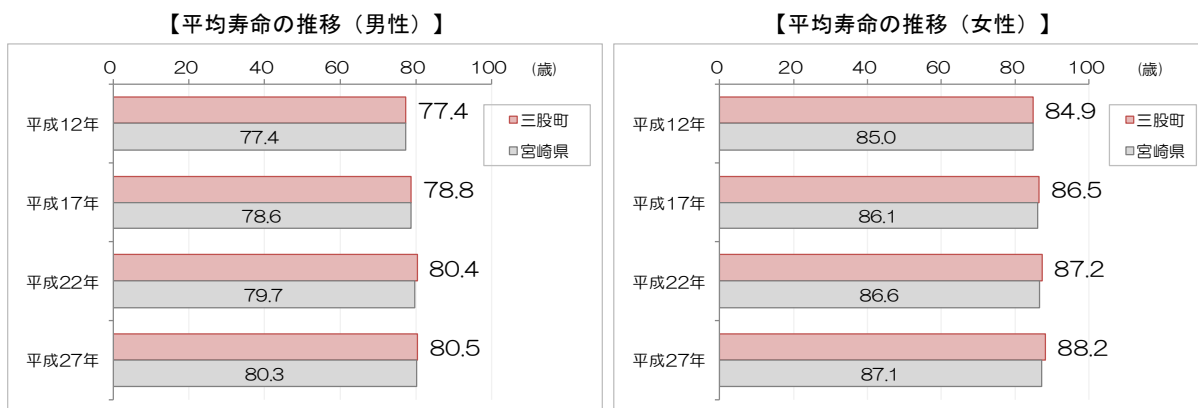 【平均寿命の推移（男性）】
0 20 40 60 80 100 (歳)
平成12年 77.4
77.4
平成17年 78.8
78.6
平成22年 80.4
79.7
平成27年 80.5
80.3
三股町
宮崎県
【平均寿命の推移（女性）】
0 20 40 60 80 100 (歳)
平成12年 84.9
85.0
平成17年 86.5
86.1
平成22年 87.2
86.6
平成27年 88.2
87.1
三股町
宮崎県